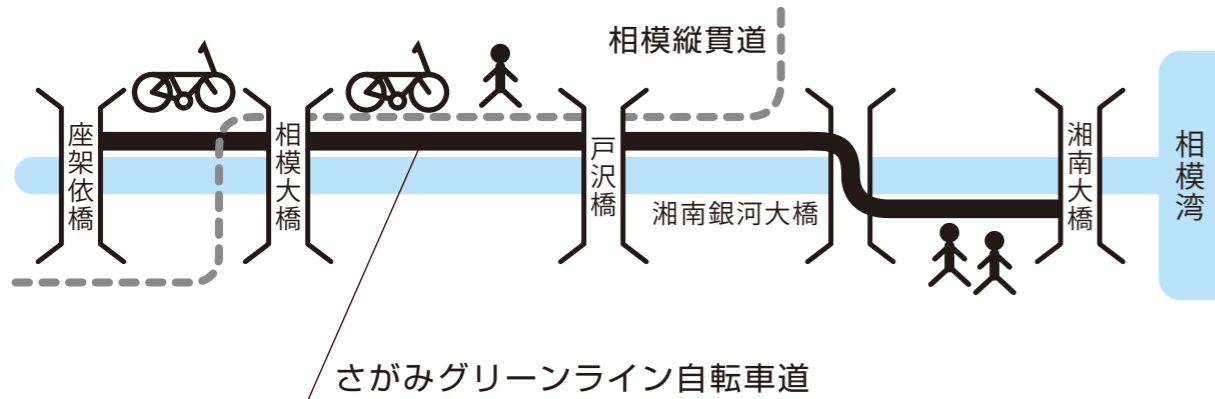 相模縦貫道
座架依橋
相模大橋
戸沢橋
湘南銀河大橋
湘南大橋
相模湾
さがみグリーンライン自転車道